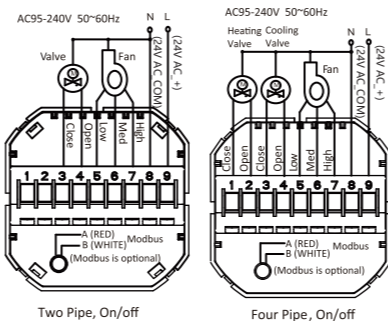 AC95-240V 50~60Hz
N L
(24V AC_COM)
(24V AC_+)
Valve
Fan
Close
Open
Low
Med
High
1 2 3 4 5 6 7 8 9
A (RED)
B (WHITE)
Modbus
(Modbus is optional)
Two Pipe, On/off
AC95-240V 50~60Hz
N L
(24V AC_COM)
(24V AC_+)
Heating Cooling
Valve Valve
Fan
Close
Open
Close
Open
Low
Med
High
1 2 3 4 5 6 7 8 9
A (RED)
B (WHITE)
Modbus
(Modbus is optional)
Four Pipe, On/off